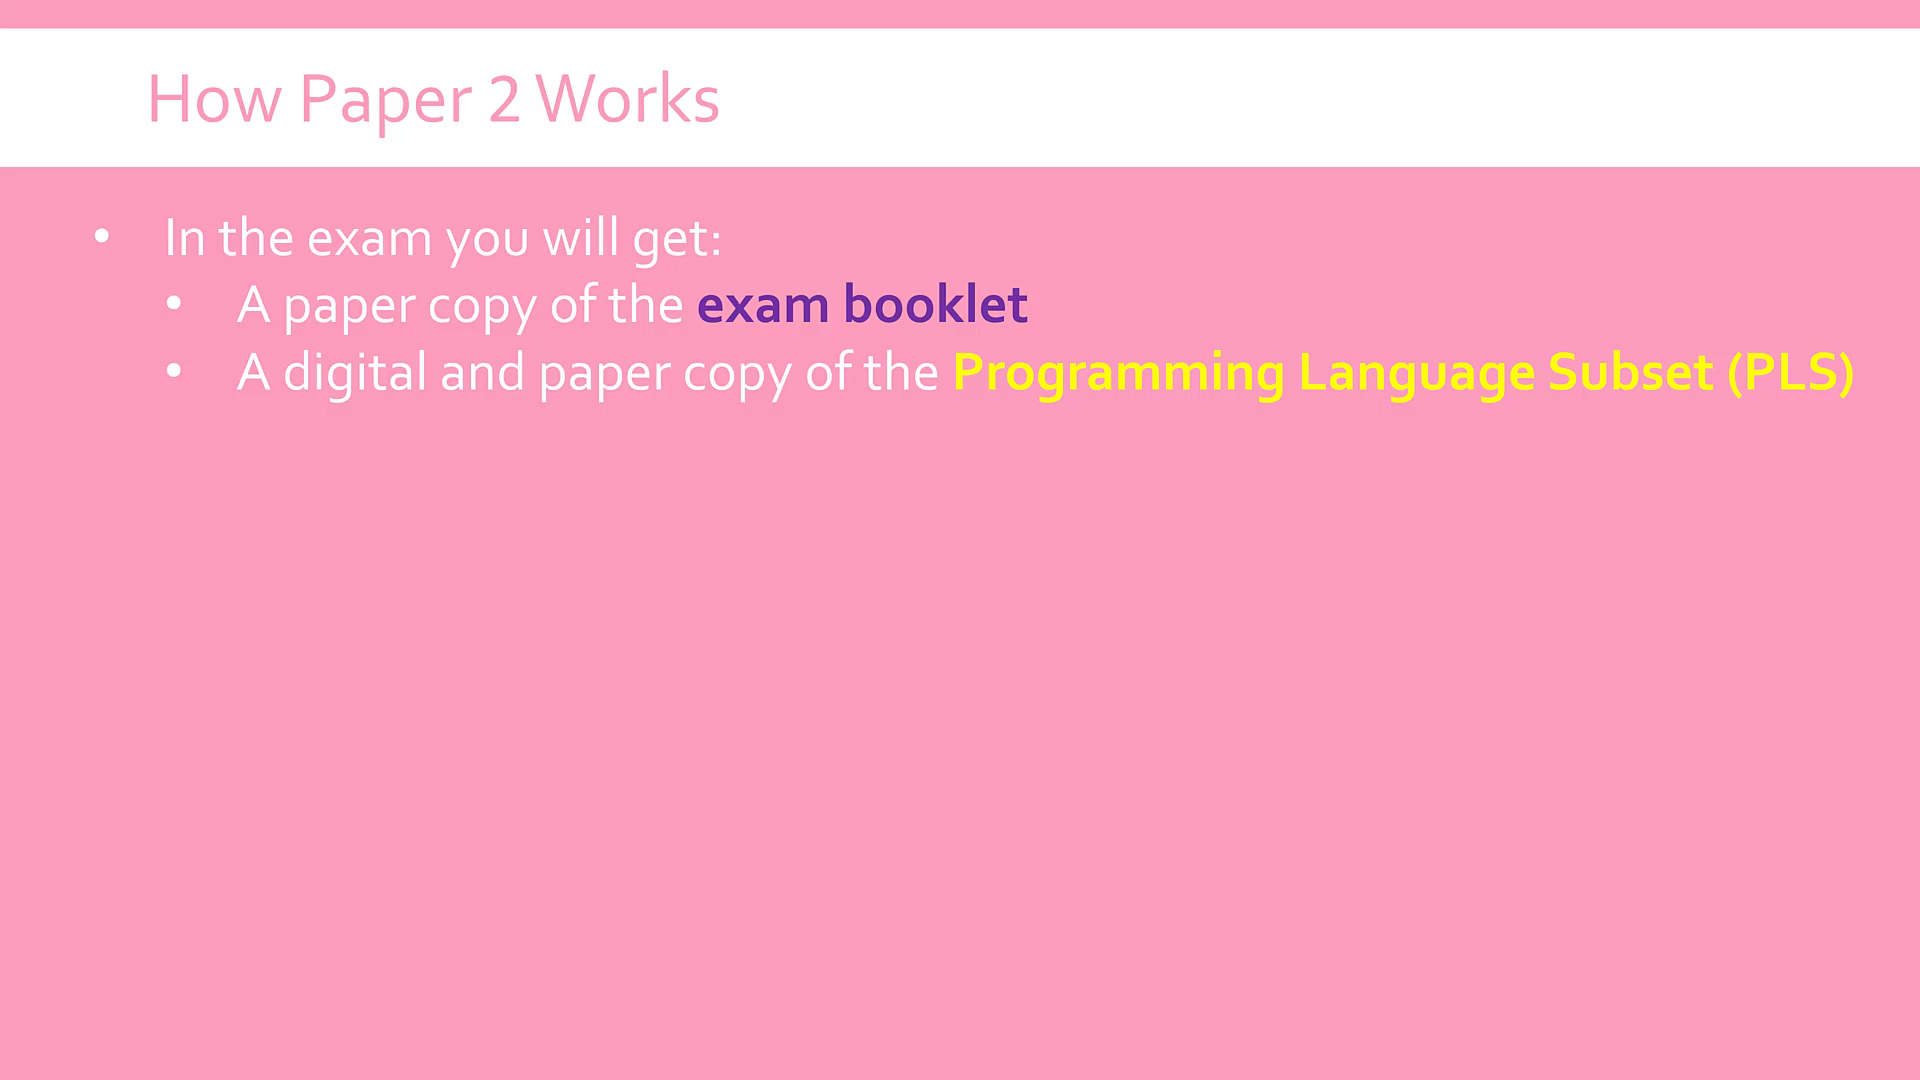 How Paper 2 Works
• In the exam you will get:
• A paper copy of the exam booklet
• A digital and paper copy of the Programming Language Subset (PLS)